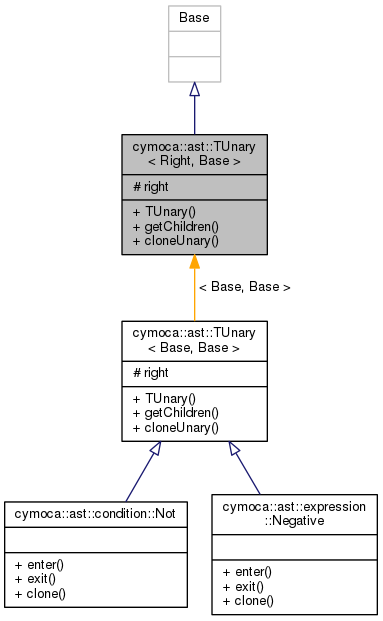 Base
cymoca::ast::TUnary
< Right, Base >
# right
+ TUnary()
+ getChildren()
+ cloneUnary()
< Base, Base >
cymoca::ast::TUnary
< Base, Base >
# right
+ TUnary()
+ getChildren()
+ cloneUnary()
cymoca::ast::condition::Not
+ enter()
+ exit()
+ clone()
cymoca::ast::expression
::Negative
+ enter()
+ exit()
+ clone()